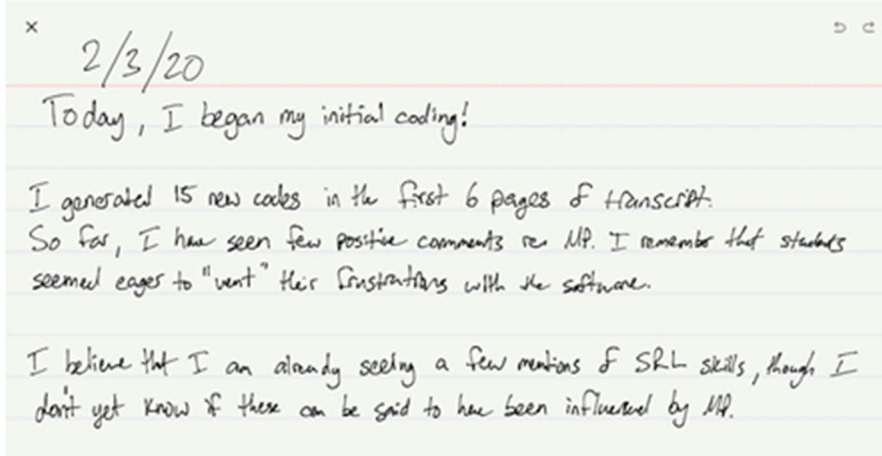 2/3/20
Today, I began my initial coding!
I generated 15 new codes in the first 6 pages of transcript.
So far, I have seen few positive comments re: MP. I remember that students
seemed eager to "vent" their frustrations with the software.
I believe that I am already seeing a few mentions of SRL skills, though I
don't yet know if these can be said to have been influenced by MP.